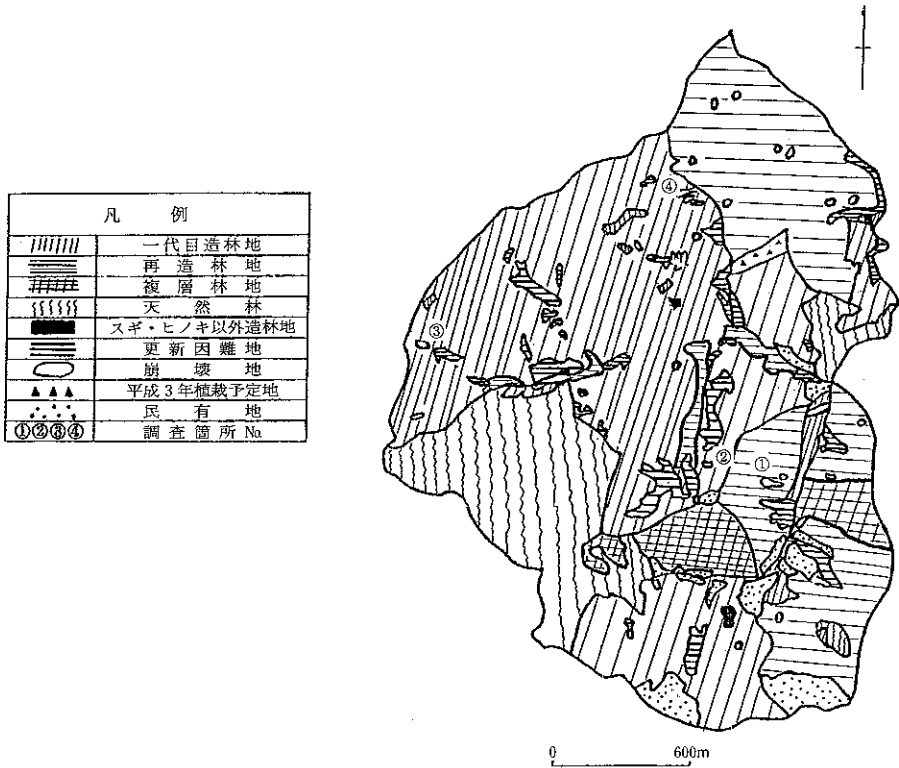 凡 例
一代目造林地
再造林地
複層林地
天然林
スギ・ヒノキ以外造林地
更新困難地
崩壊地
平成3年植栽予定地
民有地
①②③④ 調査箇所 No.
④
③
②
①
0 600m